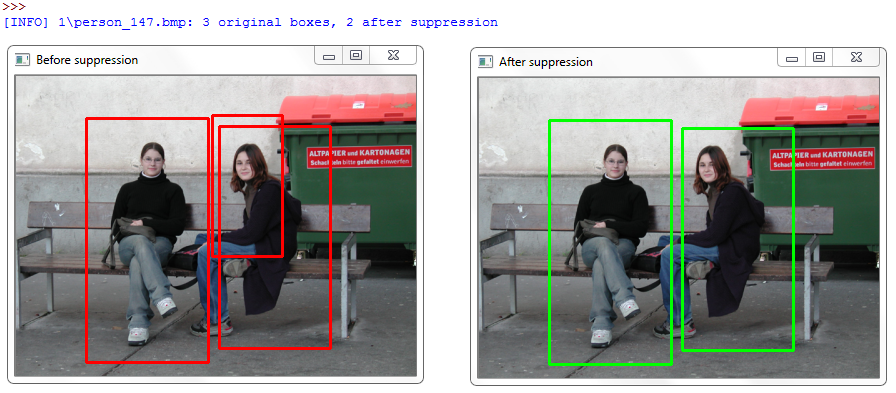 >>>
[INFO] 1\person_147.bmp: 3 original boxes, 2 after suppression
Before suppression
After suppression
ALTPAPIER und KARTONAGEN
Schachteln bitte gefaltet einwerfen
ALTPAPIER und KARTONAGEN
Schachteln bitte gefaltet einwerfen